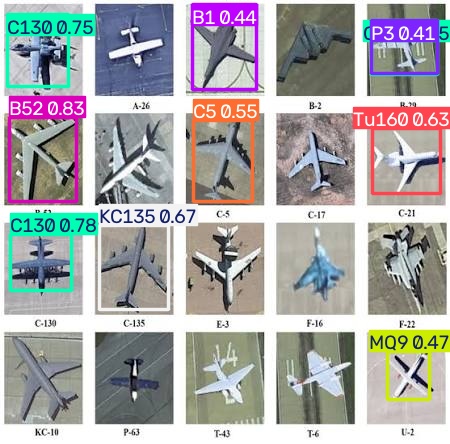 C130 0.75
B1 0.44
P3 0.41
A-26
B-2
B-29
B52 0.83
C5 0.55
Tu160 0.63
B-52
C-5
C-17
C-21
C130 0.78
KC135 0.67
C-130
C-135
E-3
F-16
F-22
MQ9 0.47
KC-10
P-63
T-43
T-6
U-2